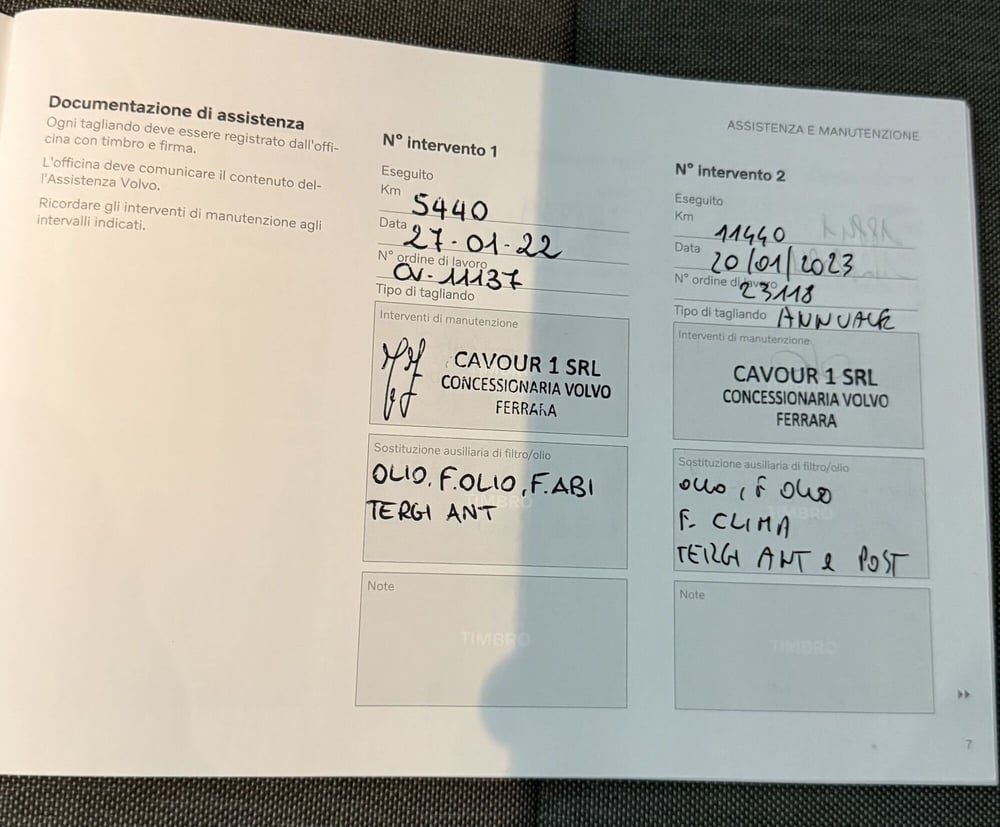 Documentazione di assistenza
Ogni tagliando deve essere registrato dall'offi-
cina con timbro e firma.
L'officina deve comunicare il contenuto del-
l'Assistenza Volvo.
Ricordare gli interventi di manutenzione agli
intervalli indicati.
N° intervento 1
Eseguito
Km 5440
Data 27-01-22
N° ordine di lavoro
11137
Tipo di tagliando
Interventi di manutenzione
CAVOUR 1 SRL
CONCESSIONARIA VOLVO
FERRARA
Sostituzione ausiliaria di filtro/olio
OLIO, F.OLIO, F.ABI
TERGI ANT
TIMBRO
Note
TIMBRO
ASSISTENZA E MANUTENZIONE
N° intervento 2
Eseguito
Km 11440
Data 20/01/2023
N° ordine di lavoro
23118
Tipo di tagliando ANNUALE
Interventi di manutenzione
CAVOUR 1 SRL
CONCESSIONARIA VOLVO
FERRARA
Sostituzione ausiliaria di filtro/olio
OLIO, F OLIO
F. CLIMA
TERGI ANT e POST
TIMBRO
Note
TIMBRO
7